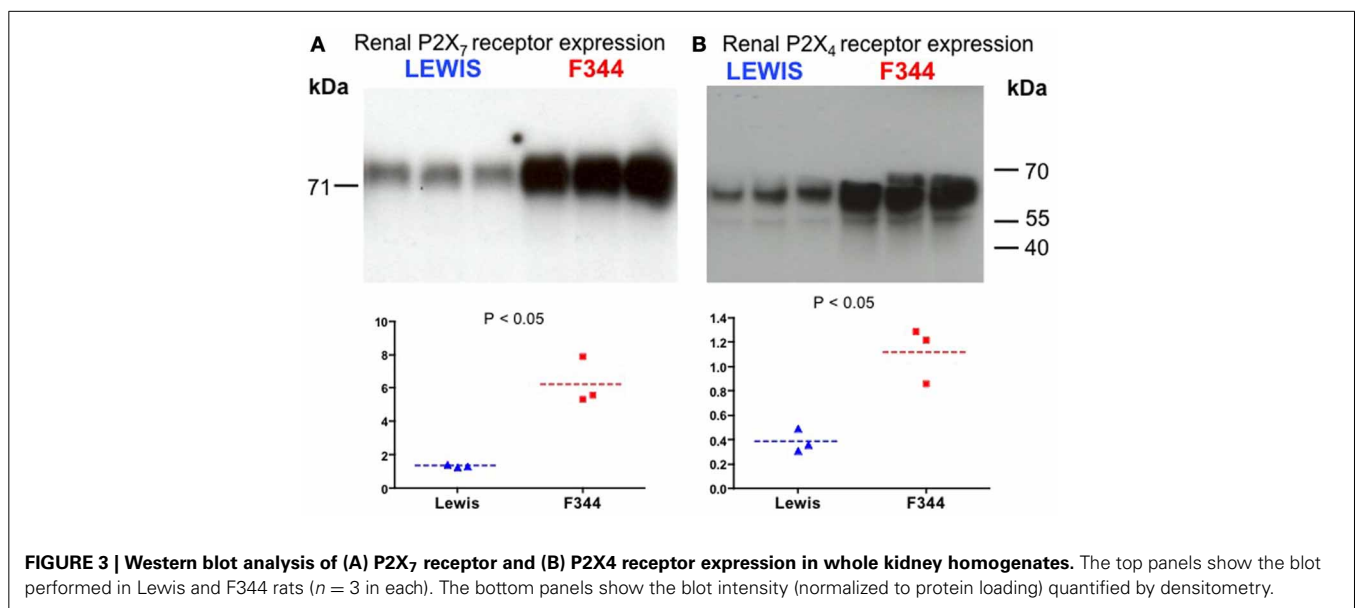 A Renal P2X₇ receptor expression
LEWIS F344
kDa
71
10
8
6
4
2
0
P < 0.05
Lewis F344
B Renal P2X₄ receptor expression
LEWIS F344
kDa
70
55
40
1.4
1.2
1.0
0.8
0.6
0.4
0.2
0.0
P < 0.05
Lewis F344
FIGURE 3 | Western blot analysis of (A) P2X₇ receptor and (B) P2X4 receptor expression in whole kidney homogenates. The top panels show the blot
performed in Lewis and F344 rats (n = 3 in each). The bottom panels show the blot intensity (normalized to protein loading) quantified by densitometry.